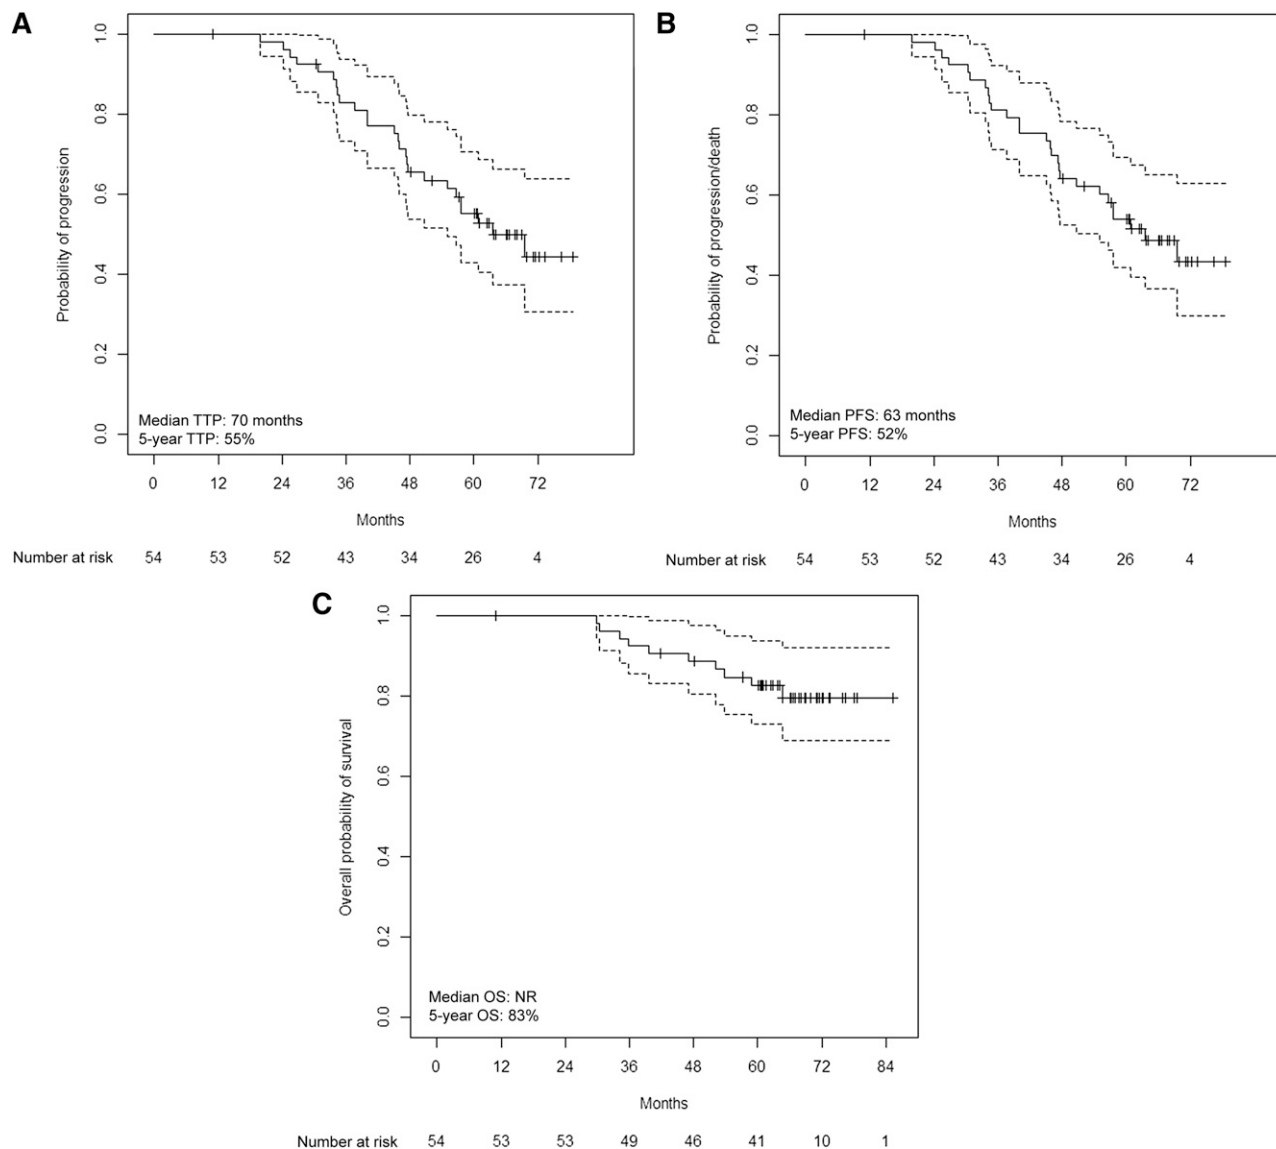 A
Probability of progression
1.0
0.8
0.6
0.4
0.2
0.0
Median TTP: 70 months
5-year TTP: 55%
0 12 24 36 48 60 72
Months
Number at risk 54 53 52 43 34 26 4
B
Probability of progression/death
1.0
0.8
0.6
0.4
0.2
0.0
Median PFS: 63 months
5-year PFS: 52%
0 12 24 36 48 60 72
Months
Number at risk 54 53 52 43 34 26 4
C
Overall probability of survival
1.0
0.8
0.6
0.4
0.2
0.0
Median OS: NR
5-year OS: 83%
0 12 24 36 48 60 72 84
Months
Number at risk 54 53 53 49 46 41 10 1